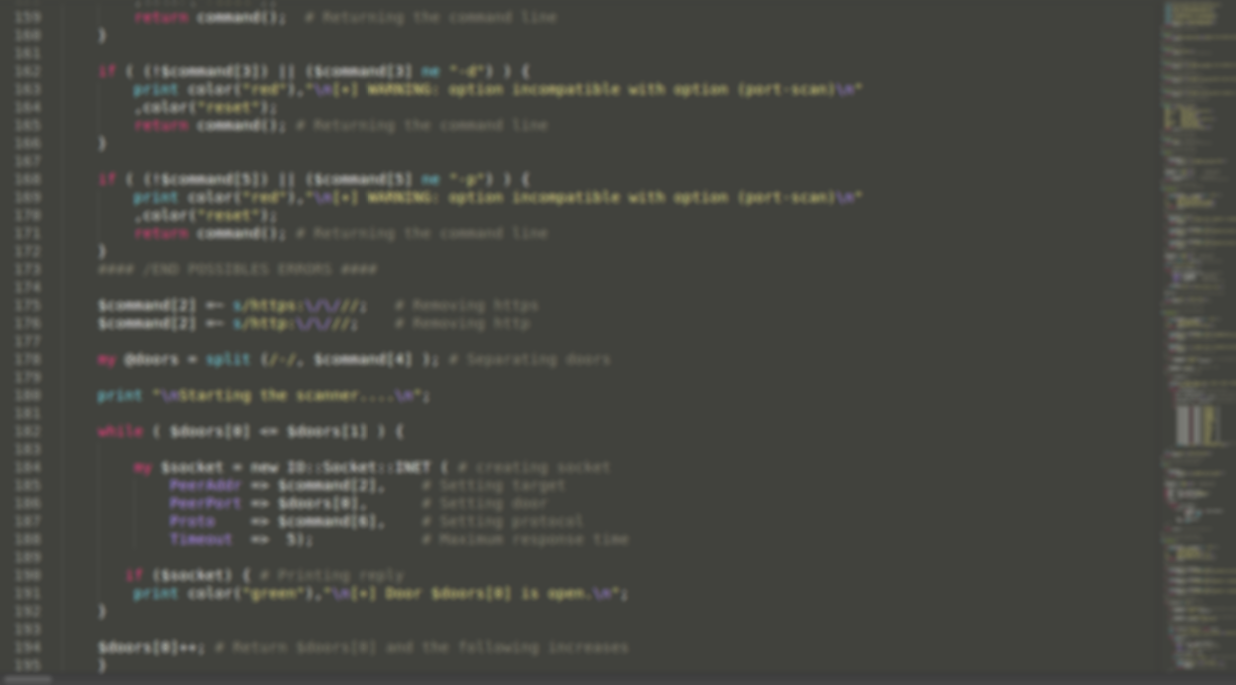 159 return command(); # Returning the command line
160 }
161
162 if ( (!$command[3]) || ($command[3] ne "-d") ) {
163 print color("red"),"\n[+] WARNING: option incompatible with option (port-scan)\n"
164 ,color("reset");
165 return command(); # Returning the command line
166 }
167
168 if ( (!$command[5]) || ($command[5] ne "-p") ) {
169 print color("red"),"\n[+] WARNING: option incompatible with option (port-scan)\n"
170 ,color("reset");
171 return command(); # Returning the command line
172 }
173 #### /END POSSIBLES ERRORS ####
174
175 $command[2] =~ s/https:\/\///; # Removing https
176 $command[2] =~ s/http:\/\///; # Removing http
177
178 my @doors = split (/-/, $command[4] ); # Separating doors
179
180 print "\nStarting the scanner....\n";
181
182 while ( $doors[0] <= $doors[1] ) {
183
184 my $socket = new IO::Socket::INET ( # creating socket
185 PeerAddr => $command[2], # Setting target
186 PeerPort => $doors[0], # Setting door
187 Proto => $command[6], # Setting protocol
188 Timeout => 5); # Maximum response time
189
190 if ($socket) { # Printing reply
191 print color("green"),"\n[+] Door $doors[0] is open.\n";
192 }
193
194 $doors[0]++; # Return $doors[0] and the following increases
195 }